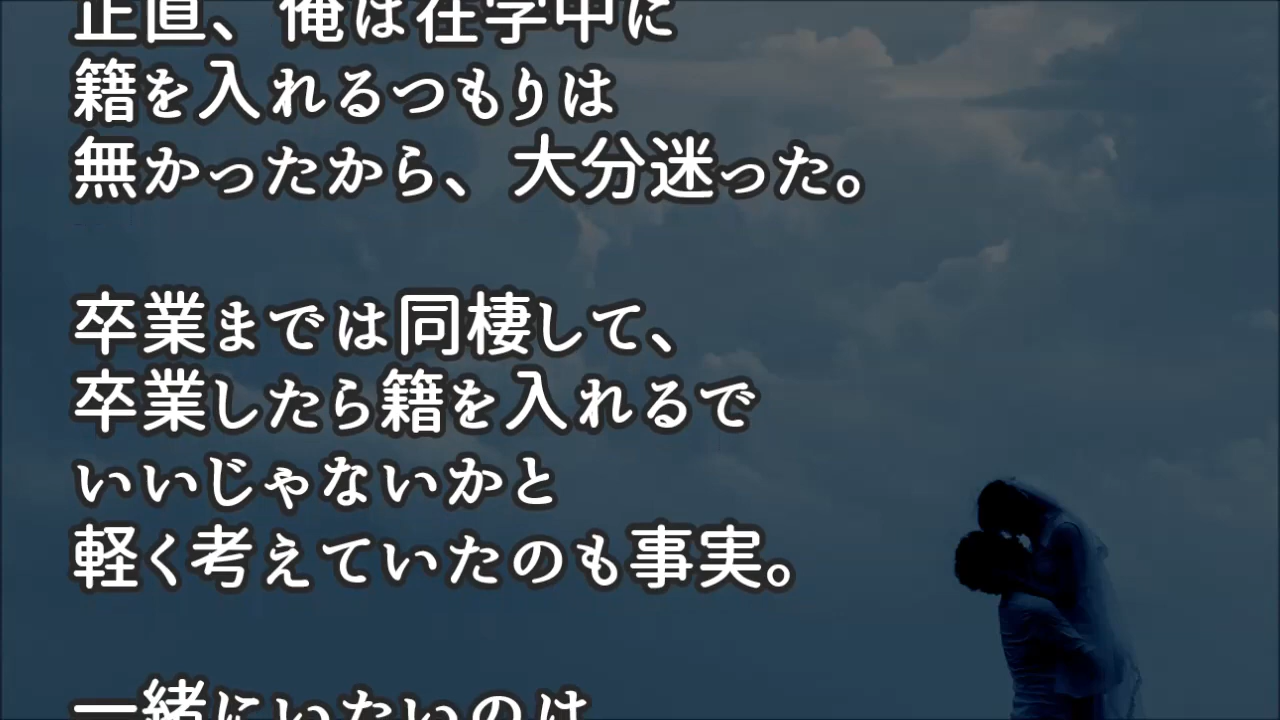 正直、俺は在学中に
籍を入れるつもりは
無かったから、大分迷った。
卒業までは同棲して、
卒業したら籍を入れるで
いいじゃないかと
軽く考えていたのも事実。
一緒にいたいのは